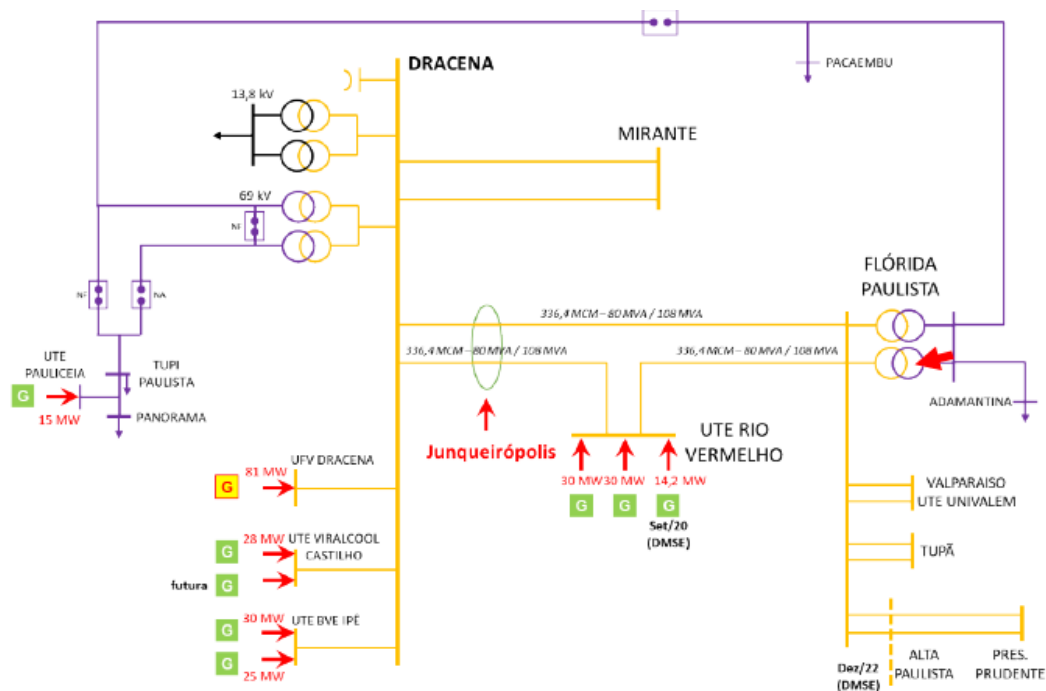 DRACENA
PACAEMBU
13,8 kV
MIRANTE
69 kV
NF
NF
NA
FLÓRIDA
PAULISTA
336,4 MCM – 80 MVA / 108 MVA
336,4 MCM – 80 MVA / 108 MVA
336,4 MCM – 80 MVA / 108 MVA
UTE
PAULICEIA
TUPI
PAULISTA
G
15 MW
PANORAMA
ADAMANTINA
Junqueirópolis
UTE RIO
VERMELHO
30 MW
30 MW
14,2 MW
G
G
G
Set/20
(DMSE)
UFV DRACENA
81 MW
G
VALPARAISO
UTE UNIVALEM
28 MW
UTE VIRALCOOL
CASTILHO
G
futura
G
TUPÃ
30 MW
UTE BVE IPÊ
G
G
25 MW
Dez/22
(DMSE)
ALTA
PAULISTA
PRES.
PRUDENTE